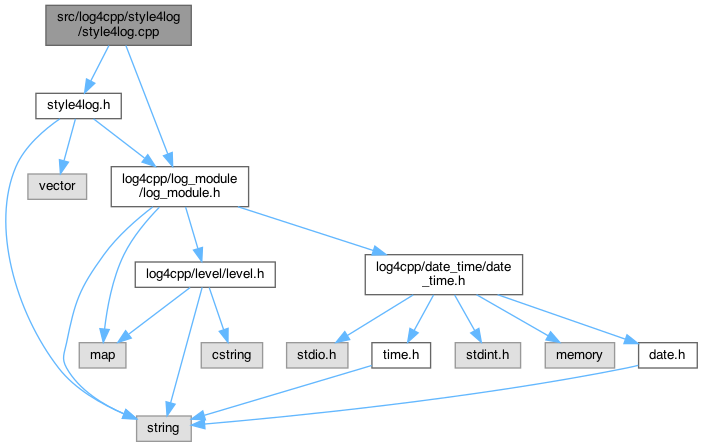 src/log4cpp/style4log
/style4log.cpp
style4log.h
vector
log4cpp/log_module
/log_module.h
log4cpp/level/level.h
log4cpp/date_time/date
_time.h
map
cstring
stdio.h
time.h
stdint.h
memory
date.h
string